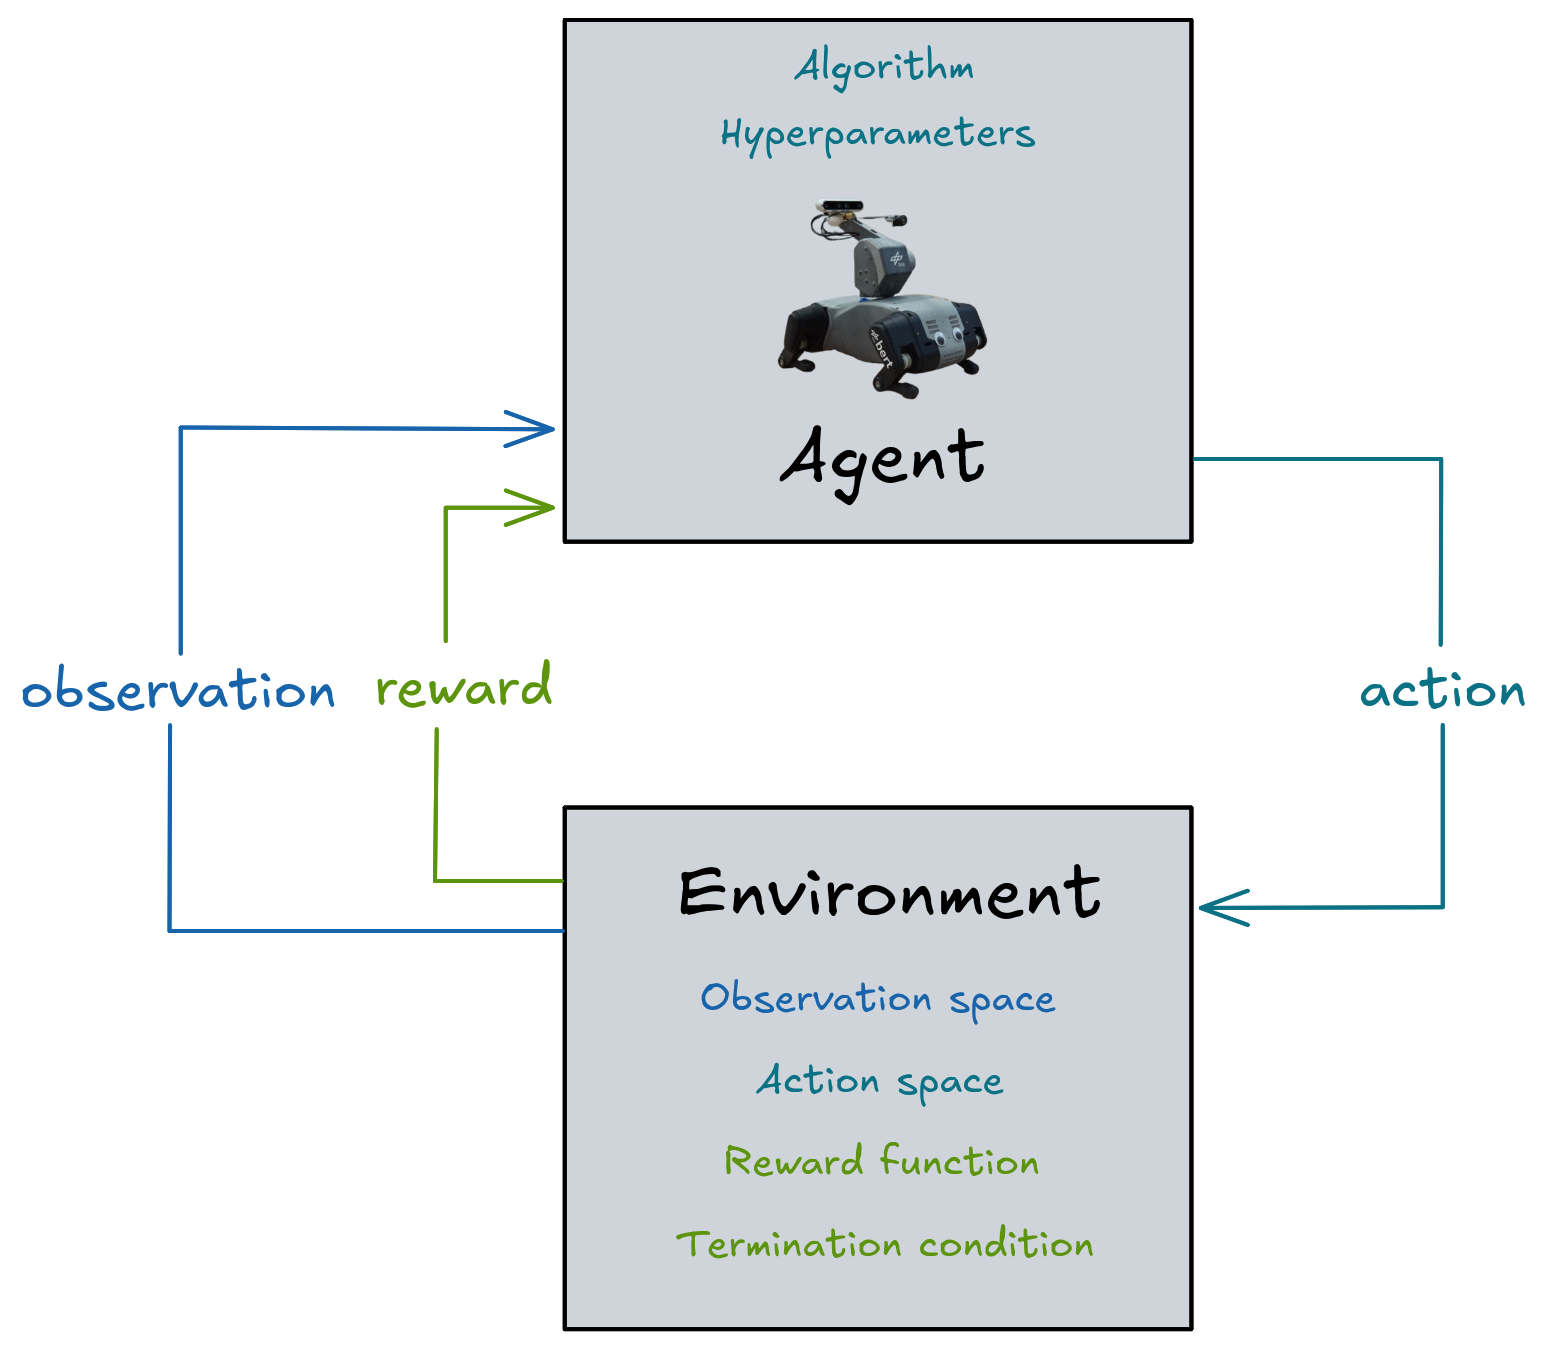 Algorithm
Hyperparameters
bert
Agent
observation
reward
action
Environment
Observation space
Action space
Reward function
Termination condition